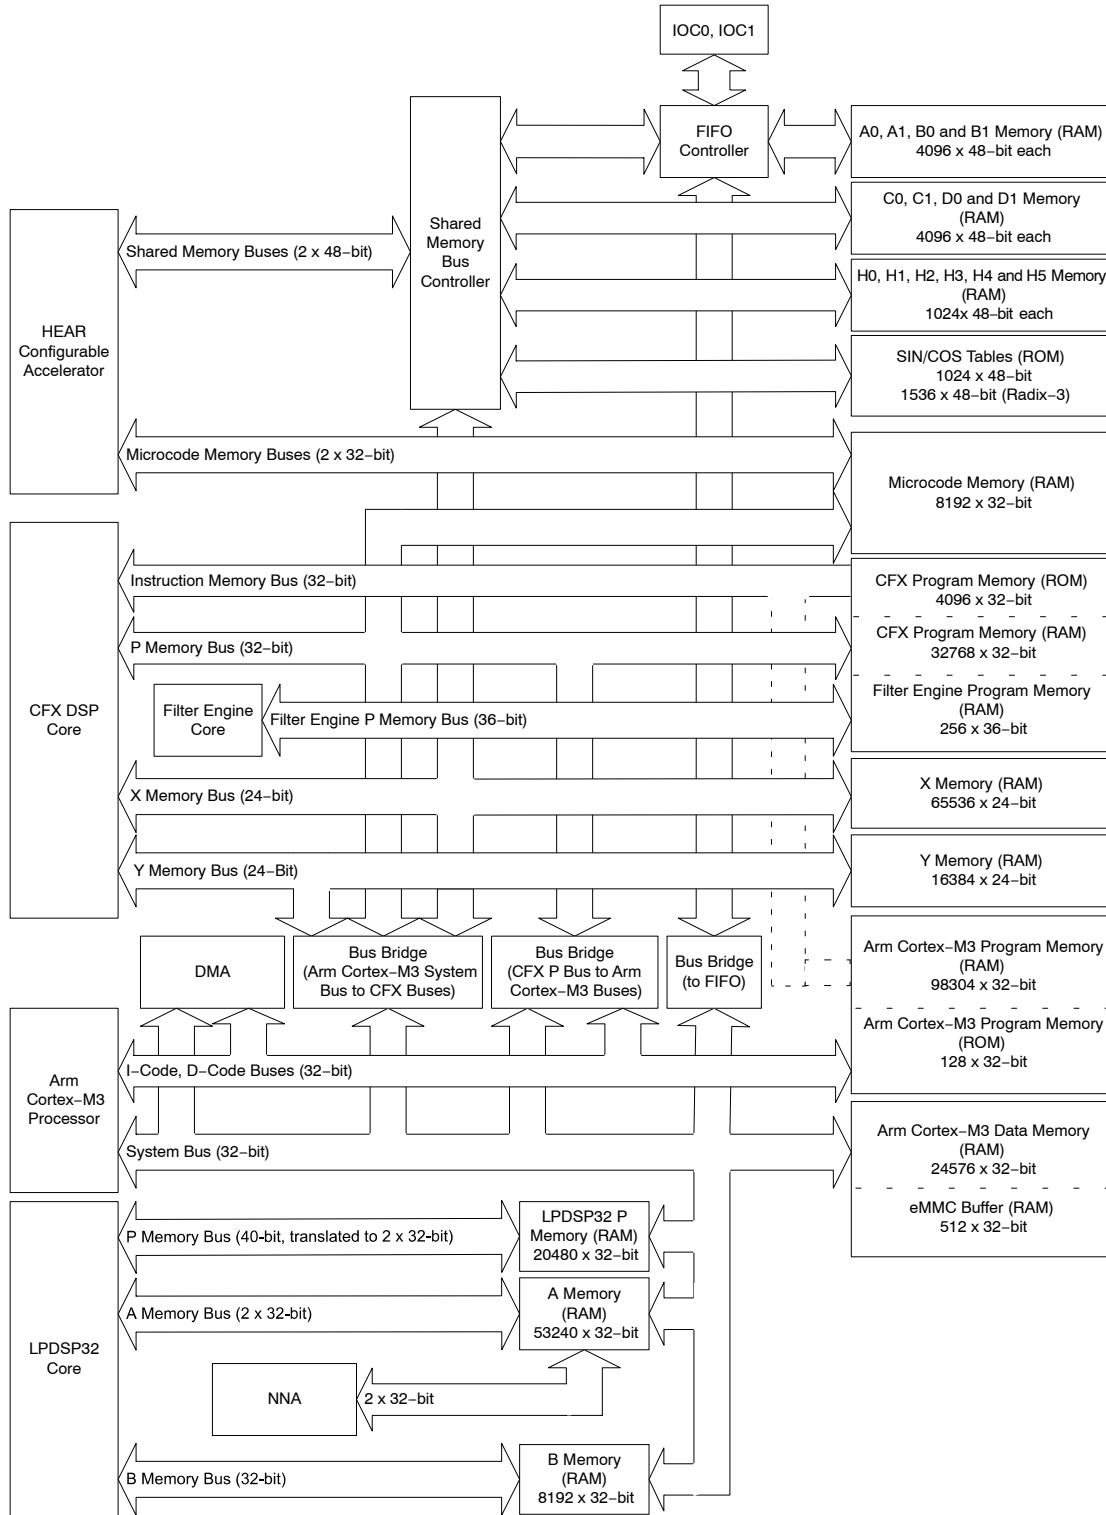 IOC0, IOC1
FIFO
Controller
A0, A1, B0 and B1 Memory (RAM)
4096 x 48−bit each
C0, C1, D0 and D1 Memory
(RAM)
4096 x 48−bit each
Shared
Memory
Bus
Controller
Shared Memory Buses (2 x 48−bit)
H0, H1, H2, H3, H4 and H5 Memory
(RAM)
1024x 48−bit each
HEAR
Configurable
Accelerator
SIN/COS Tables (ROM)
1024 x 48−bit
1536 x 48−bit (Radix−3)
Microcode Memory Buses (2 x 32−bit)
Microcode Memory (RAM)
8192 x 32−bit
Instruction Memory Bus (32−bit)
CFX Program Memory (ROM)
4096 x 32−bit
P Memory Bus (32−bit)
CFX Program Memory (RAM)
32768 x 32−bit
CFX DSP
Core
Filter Engine
Core
Filter Engine P Memory Bus (36−bit)
Filter Engine Program Memory
(RAM)
256 x 36−bit
X Memory Bus (24−bit)
X Memory (RAM)
65536 x 24−bit
Y Memory Bus (24−Bit)
Y Memory (RAM)
16384 x 24−bit
DMA
Bus Bridge
(Arm Cortex−M3 System
Bus to CFX Buses)
Bus Bridge
(CFX P Bus to Arm
Cortex−M3 Buses)
Bus Bridge
(to FIFO)
Arm Cortex−M3 Program Memory
(RAM)
98304 x 32−bit
Arm Cortex−M3 Program Memory
(ROM)
128 x 32−bit
I−Code, D−Code Buses (32−bit)
Arm
Cortex−M3
Processor
System Bus (32−bit)
Arm Cortex−M3 Data Memory
(RAM)
24576 x 32−bit
eMMC Buffer (RAM)
512 x 32−bit
P Memory Bus (40-bit, translated to 2 x 32-bit)
LPDSP32 P
Memory (RAM)
20480 x 32−bit
A Memory Bus (2 x 32-bit)
A Memory
(RAM)
53240 x 32−bit
LPDSP32
Core
NNA
2 x 32−bit
B Memory Bus (32-bit)
B Memory
(RAM)
8192 x 32−bit